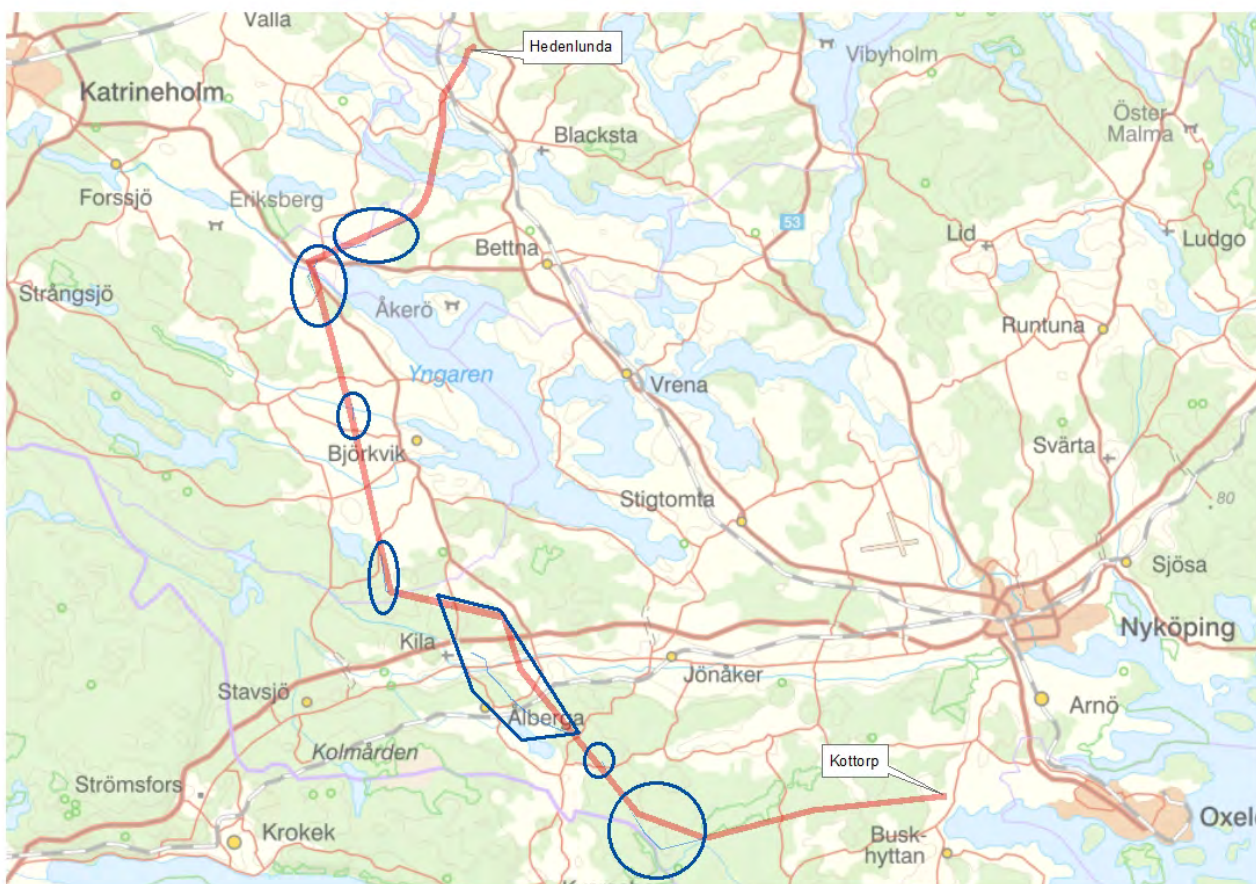 Valla
Hedenlunda
Vibyholm
Katrineholm
Öster
Malma
Blacksta
Forssjö
Eriksberg
53
Lid
Ludgo
Bettna
Strångsjö
Åkerö
Runtuna
Yngaren
Vrena
Björkvik
Svärta
Stigtomta
80
Sjösa
Nyköping
Kila
Jönåker
Stavsjö
Ålberga
Arnö
Kolmården
Kottorp
Strömsfors
Krokek
Oxel
Busk-
hyttan